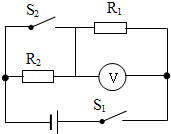 S₂ R₁
R₂ V
S₁